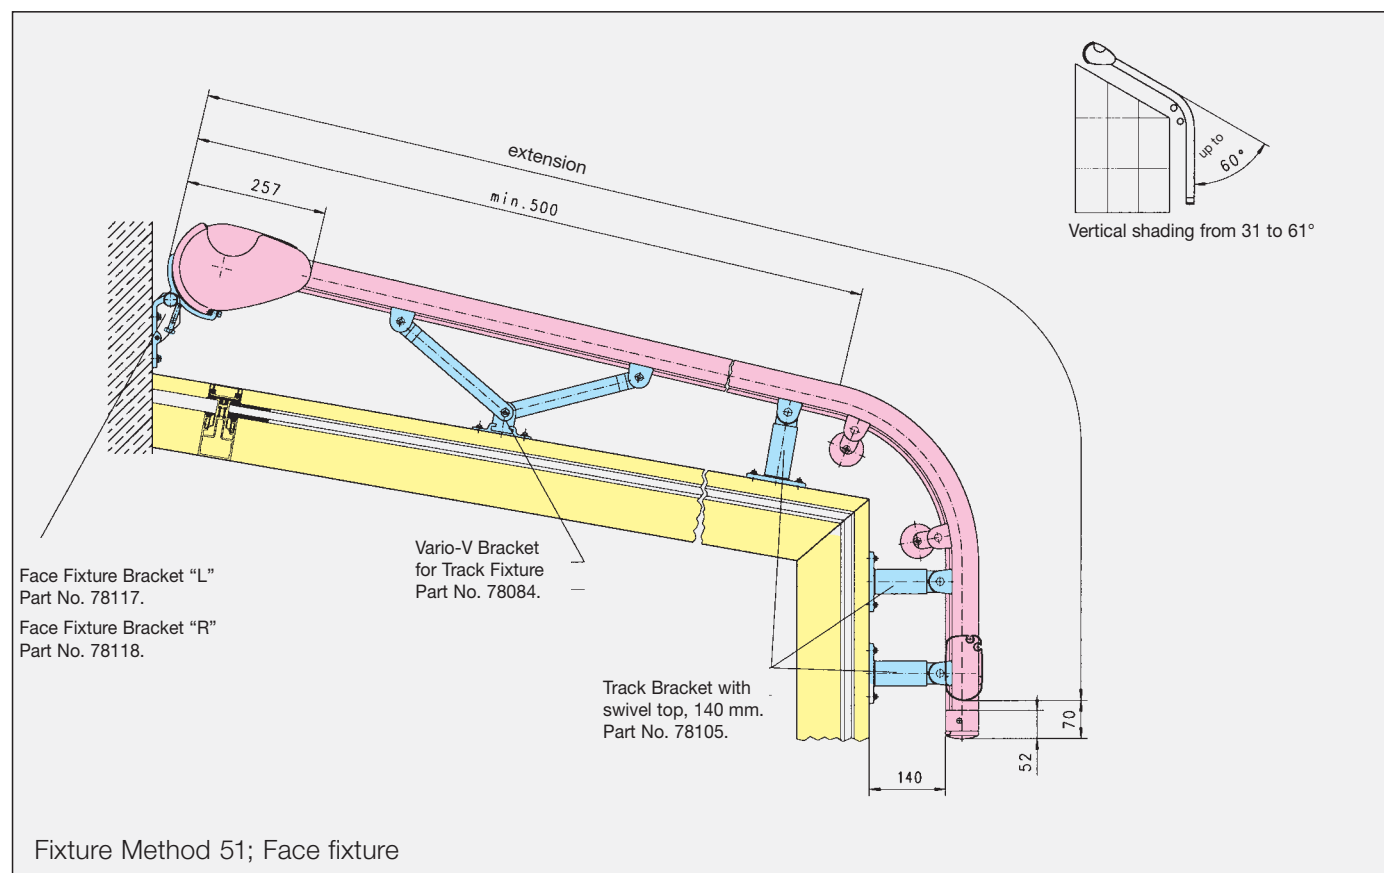 extension
min.500
257
up to
60°
Vertical shading from 31 to 61°
Face Fixture Bracket “L”
Part No. 78117.
Face Fixture Bracket “R”
Part No. 78118.
Vario-V Bracket
for Track Fixture
Part No. 78084.
Track Bracket with
swivel top, 140 mm.
Part No. 78105.
70
52
140
Fixture Method 51; Face fixture